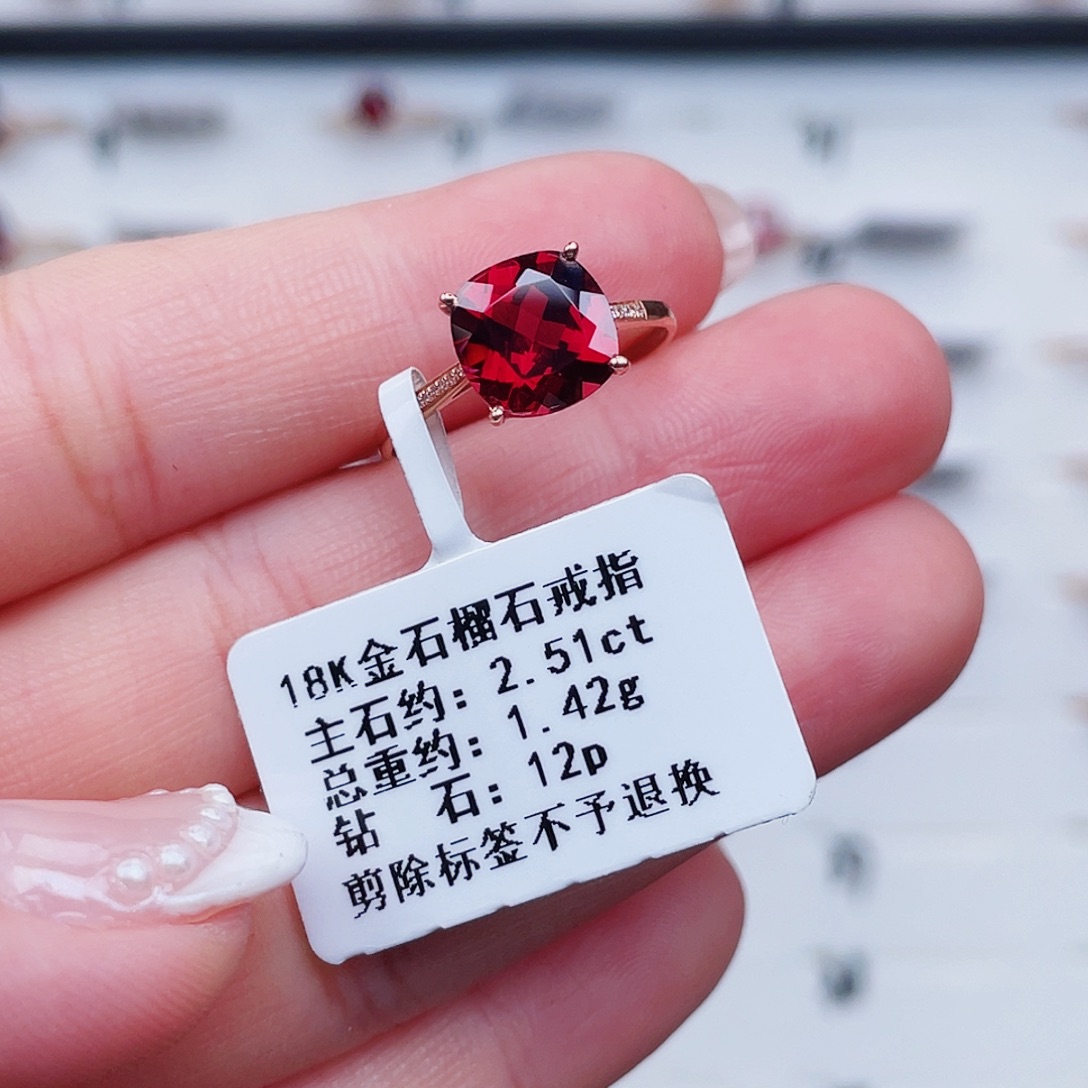 18K金石榴石戒指
主石约：2.51ct
总重约：1.42g
钻　石：12p
剪除标签不予退换